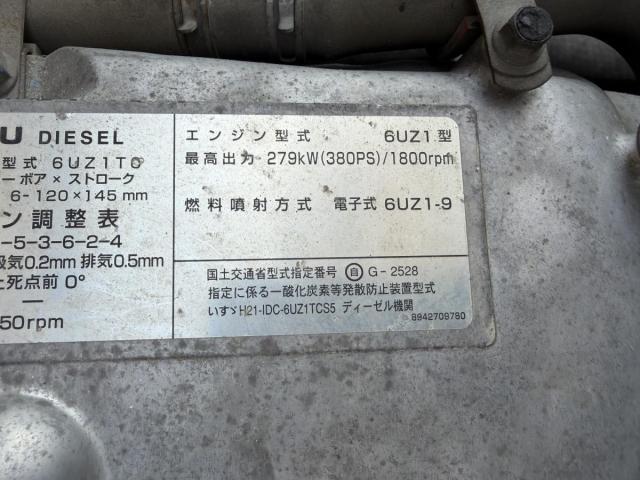 U DIESEL
型式 6UZ1TC
ーボア×ストローク
6-120×145mm
ン調整表
-5-3-6-2-4
吸気0.2mm 排気0.5mm
上死点前 0°
—
50rpm
エンジン型式 6UZ1型
最高出力 279kW(380PS)/1800rpm
燃料噴射方式 電子式 6UZ1-9
国土交通省型式指定番号 自 G-2528
指定に係る一酸化炭素等発散防止装置型式
いすゞH21-IDC-6UZ1TCS5 ディーゼル機関
8942709780